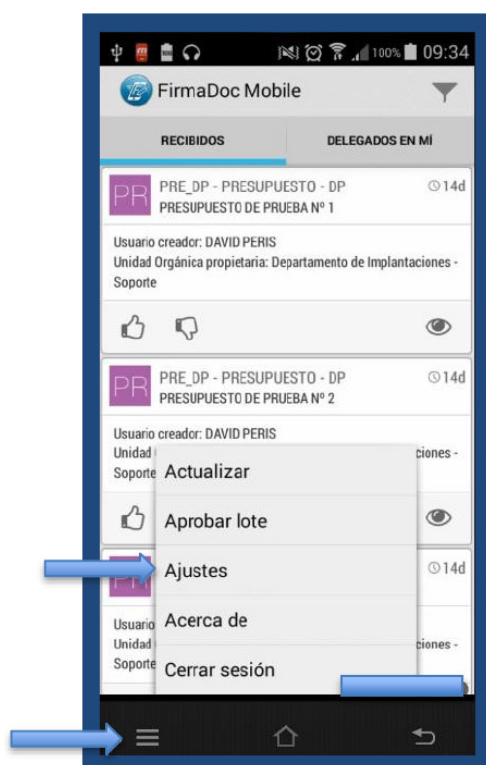 100% 09:34
FirmaDoc Mobile
RECIBIDOS DELEGADOS EN MÍ
PR PRE_DP - PRESUPUESTO - DP 14d
PRESUPUESTO DE PRUEBA Nº 1
Usuario creador: DAVID PERIS
Unidad Orgánica propietaria: Departamento de Implantaciones -
Soporte
PR PRE_DP - PRESUPUESTO - DP 14d
PRESUPUESTO DE PRUEBA Nº 2
Usuario creador: DAVID PERIS
Unidad ciones -
Soporte
Actualizar
Aprobar lote
PR Ajustes 14d
Usuario Acerca de
Unidad ciones -
Soporte
Cerrar sesión